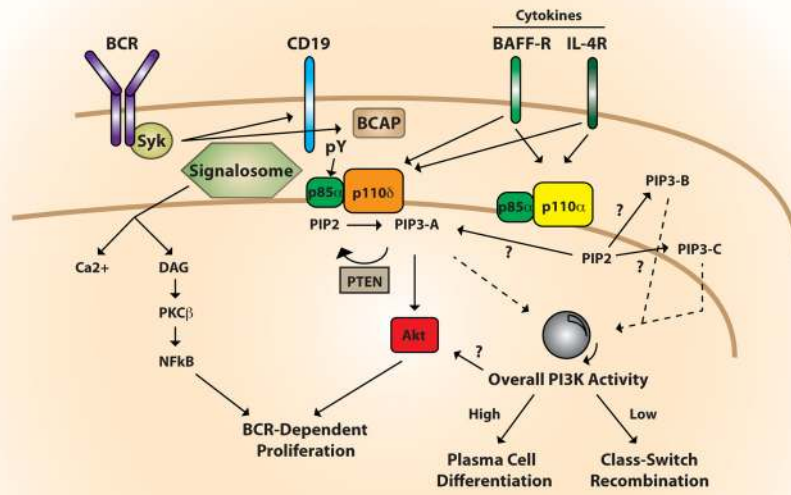 Cytokines
BCR
CD19
BAFF-R IL-4R
Syk
BCAP
pY
Signalosome
p85α
p110δ
p85α
p110α
PIP3-B
?
PIP2
PIP3-A
?
PIP2
?
PIP3-C
Ca2+
DAG
PTEN
PKCβ
Akt
NFkB
?
Overall PI3K Activity
High
Low
BCR-Dependent
Proliferation
Plasma Cell
Differentiation
Class-Switch
Recombination